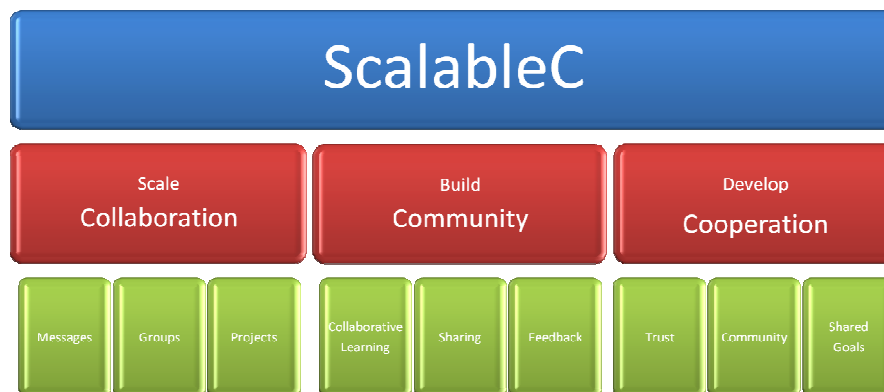 ScalableC
Scale
Collaboration
Build
Community
Develop
Cooperation
Messages
Groups
Projects
Collaborative
Learning
Sharing
Feedback
Trust
Community
Shared
Goals